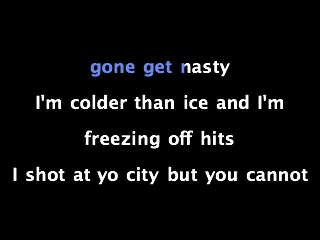 gone get nasty
I'm colder than ice and I'm
freezing off hits
I shot at yo city but you cannot